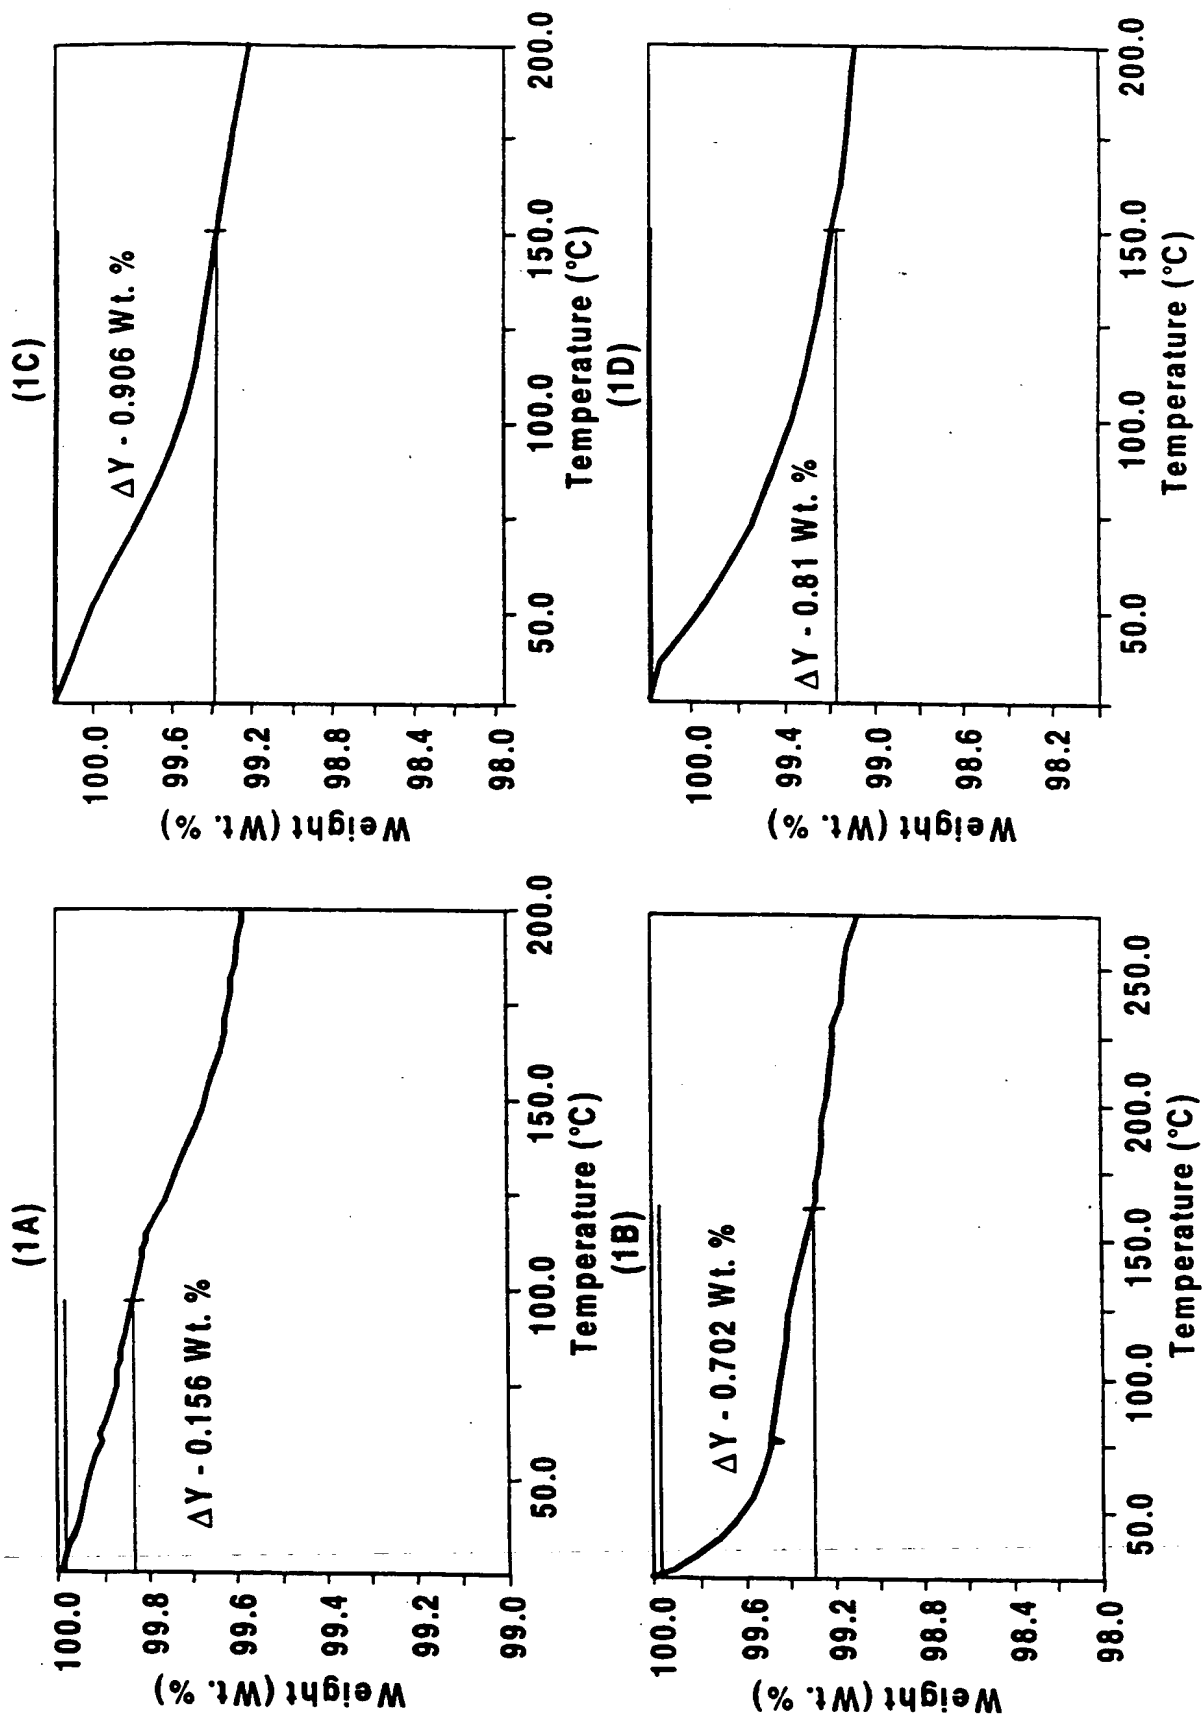 (1A)
Weight (Wt. %)
100.0
99.8
99.6
99.4
99.2
99.0
ΔY - 0.156 Wt. %
50.0 100.0 150.0 200.0
Temperature (°C)
(1C)
Weight (Wt. %)
100.0
99.6
99.2
98.8
98.4
98.0
ΔY - 0.906 Wt. %
50.0 100.0 150.0 200.0
Temperature (°C)
(1B)
Weight (Wt. %)
100.0
99.6
99.2
98.8
98.4
98.0
ΔY - 0.702 Wt. %
50.0 100.0 150.0 200.0 250.0
Temperature (°C)
(1D)
Weight (Wt. %)
100.0
99.4
99.0
98.6
98.2
ΔY - 0.81 Wt. %
50.0 100.0 150.0 200.0
Temperature (°C)